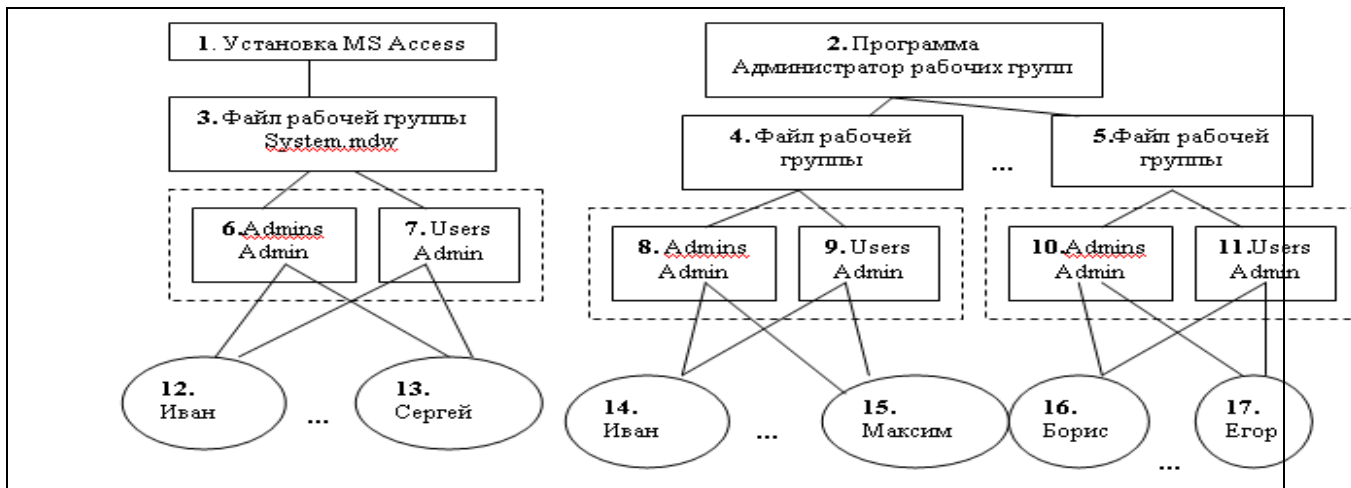 1. Установка MS Access
2. Программа
Администратор рабочих групп
3. Файл рабочей группы
System.mdw
4. Файл рабочей
группы
...
5.Файл рабочей
группы
6.Admins
Admin
7. Users
Admin
8. Admins
Admin
9. Users
Admin
10.Admins
Admin
11.Users
Admin
12.
Иван
...
13.
Сергей
14.
Иван
...
15.
Максим
16.
Борис
...
17.
Егор